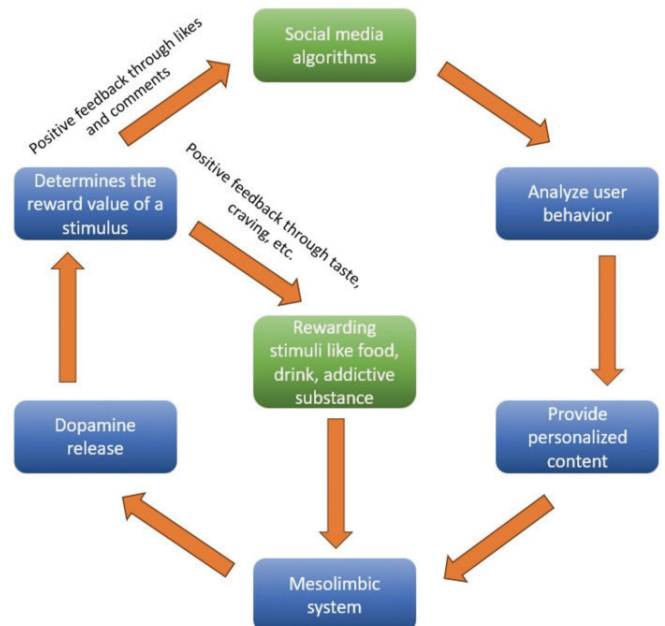 Social media
algorithms
Positive feedback through likes
and comments
Determines the
reward value of a
stimulus
Positive feedback through taste,
craving, etc.
Analyze user
behavior
Rewarding
stimuli like food,
drink, addictive
substance
Dopamine
release
Provide
personalized
content
Mesolimbic
system